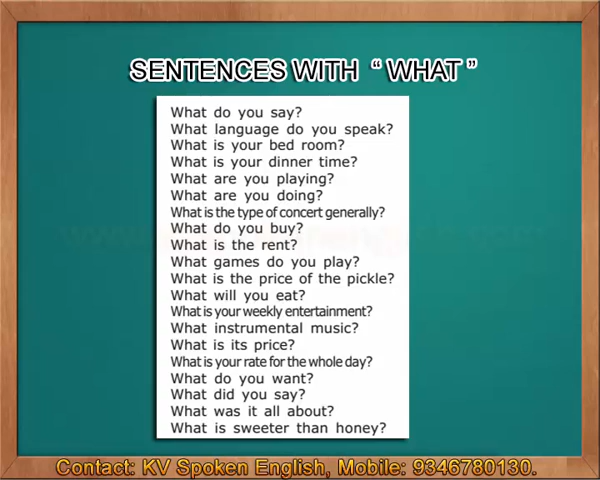 SENTENCES WITH “ WHAT ”
What do you say?
What language do you speak?
What is your bed room?
What is your dinner time?
What are you playing?
What are you doing?
What is the type of concert generally?
What do you buy?
What is the rent?
What games do you play?
What is the price of the pickle?
What will you eat?
What is your weekly entertainment?
What instrumental music?
What is its price?
What is your rate for the whole day?
What do you want?
What did you say?
What was it all about?
What is sweeter than honey?
Contact: KV Spoken English, Mobile: 9346780130.